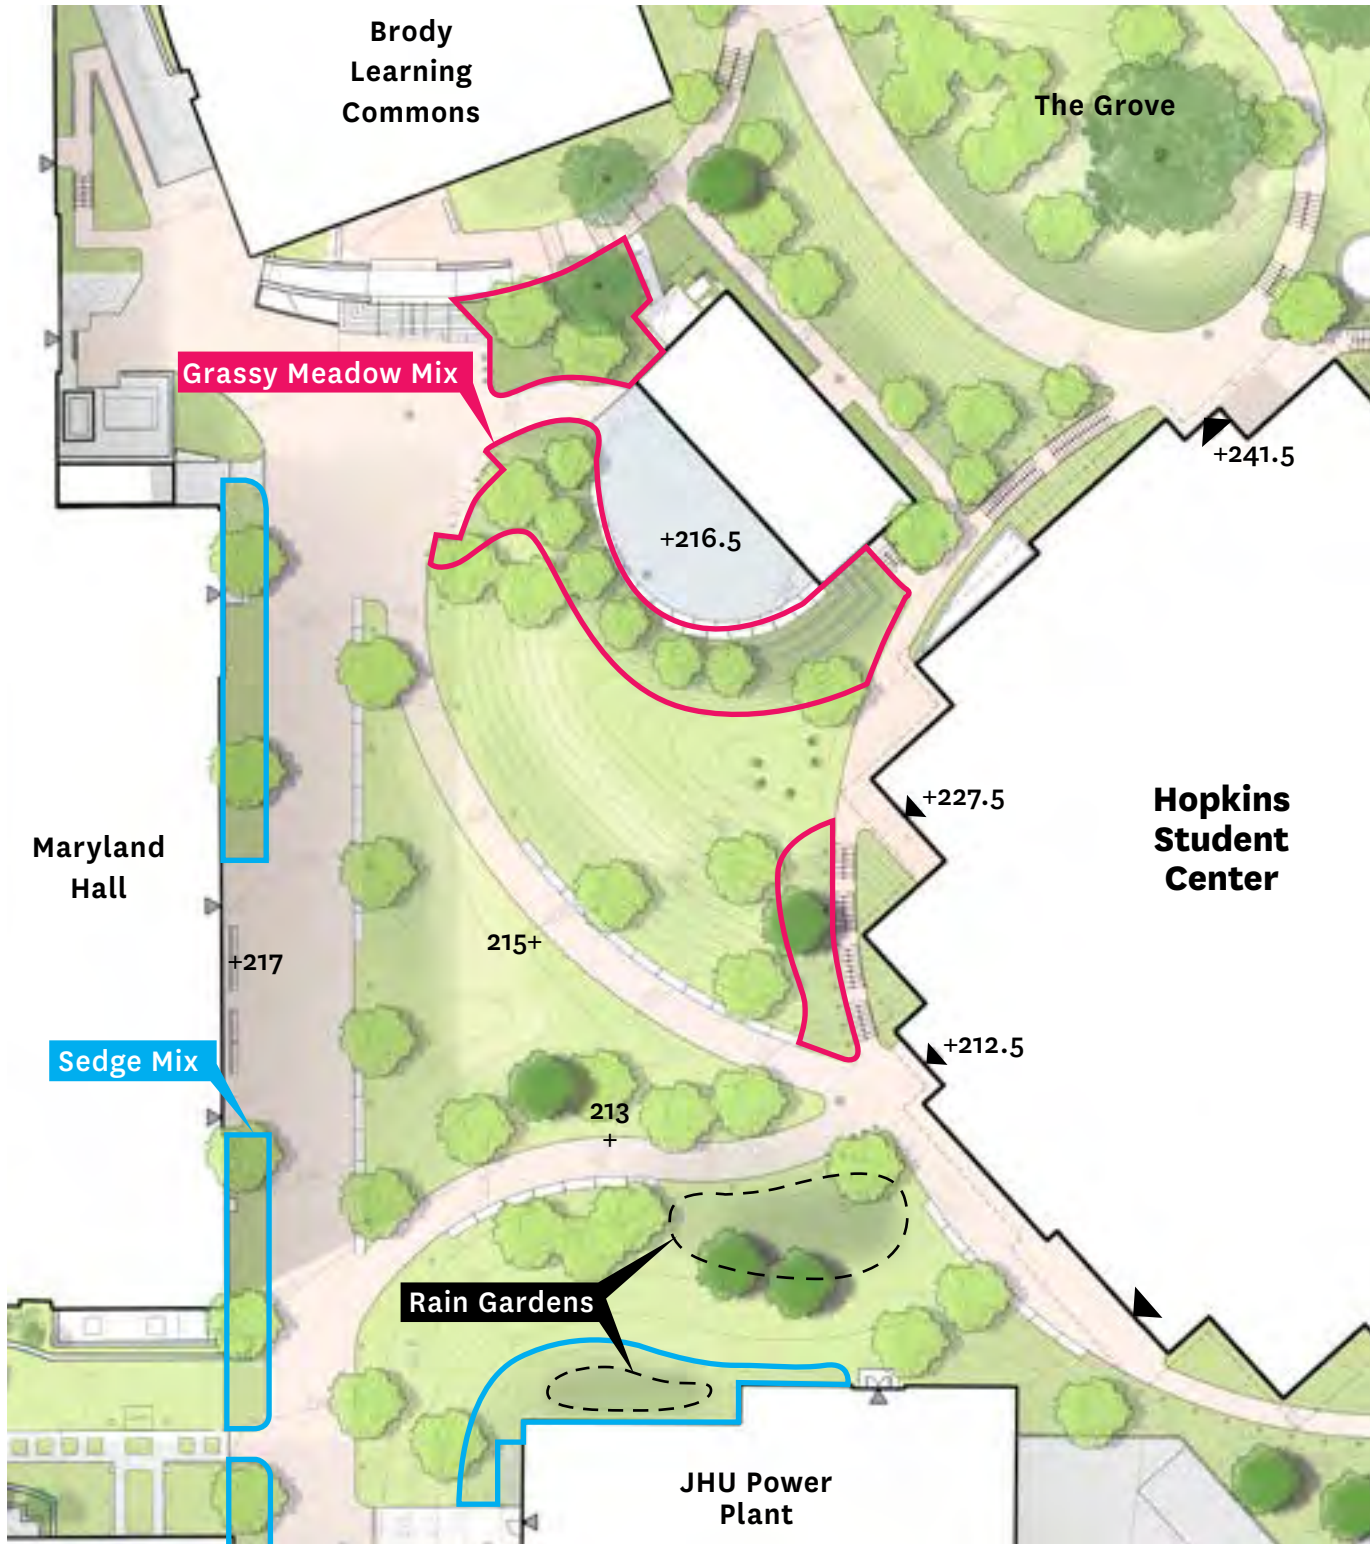 Brody
Learning
Commons
The Grove
Grassy Meadow Mix
+241.5
+216.5
+227.5
Hopkins
Student
Center
Maryland
Hall
215+
+217
+212.5
Sedge Mix
213
+
Rain Gardens
JHU Power
Plant